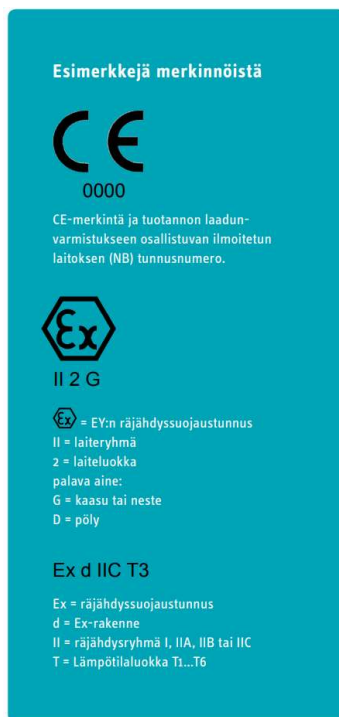 Esimerkkejä merkinnöistä
CE
0000
CE-merkintä ja tuotannon laadun-
varmistukseen osallistuvan ilmoitetun
laitoksen (NB) tunnusnumero.
Ex
II 2 G
Ex = EY:n räjähdyssuojaustunnus
II = laiteryhmä
2 = laiteluokka
palava aine:
G = kaasu tai neste
D = pöly
Ex d IIC T3
Ex = räjähdyssuojaustunnus
d = Ex-rakenne
II = räjähdysryhmä I, IIA, IIB tai IIC
T = Lämpötilaluokka T1...T6